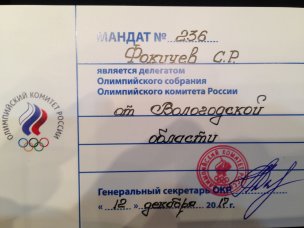 МАНДАТ № 236
Фокичев С.Р.
является делегатом
Олимпийского собрания
Олимпийского комитета России
от Вологодской
области
ОЛИМПИЙСКИЙ КОМИТЕТ РОССИИ
Генеральный секретарь ОКР
« 12 » декабря 2017 г.